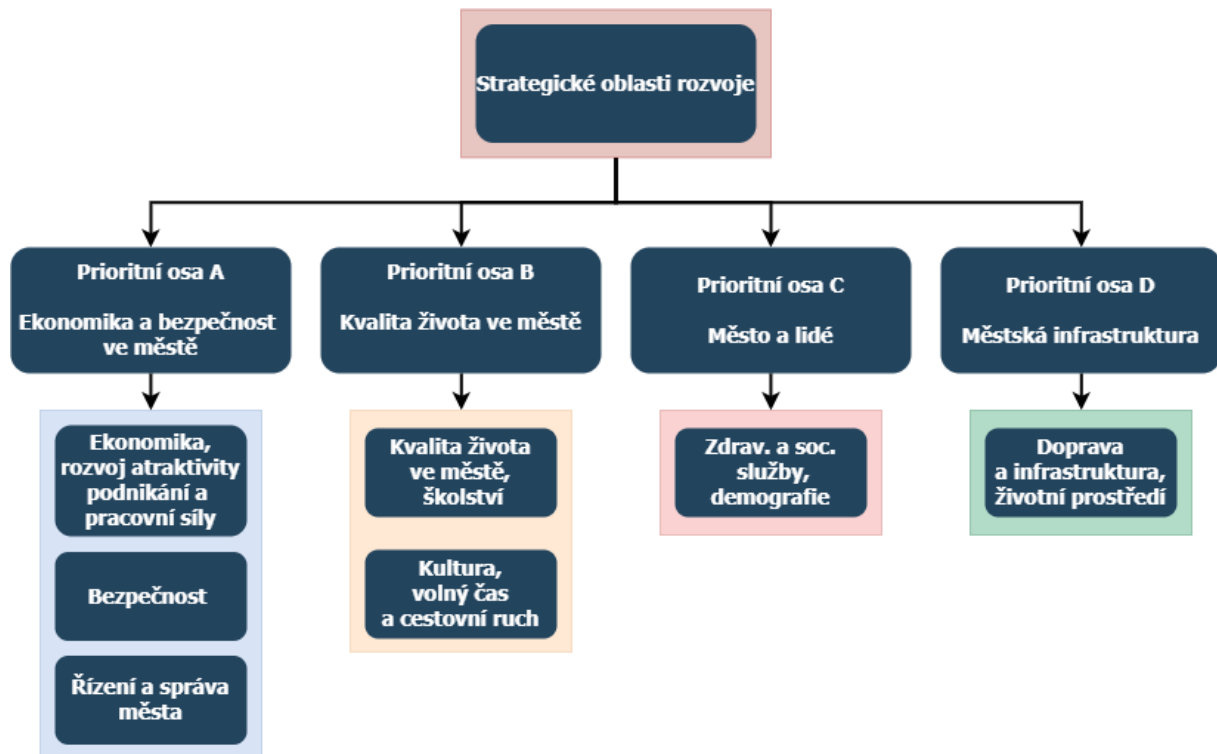 Strategické oblasti rozvoje
Prioritní osa A
Ekonomika a bezpečnost
ve městě
Prioritní osa B
Kvalita života ve městě
Prioritní osa C
Město a lidé
Prioritní osa D
Městská infrastruktura
Ekonomika,
rozvoj atraktivity
podnikání a
pracovní síly
Bezpečnost
Řízení a správa
města
Kvalita života
ve městě,
školství
Kultura,
volný čas
a cestovní ruch
Zdrav. a soc.
služby,
demografie
Doprava
a infrastruktura,
životní prostředí